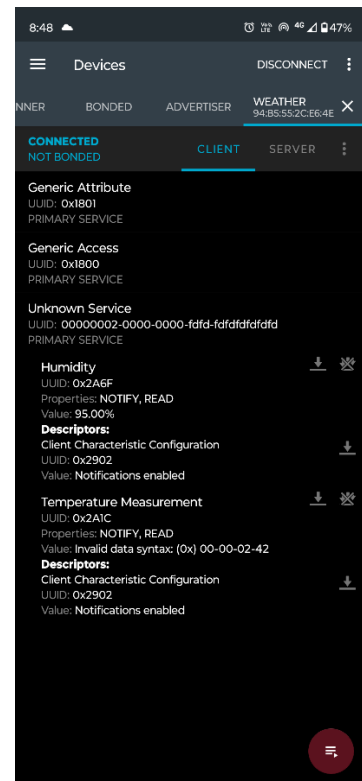 8:48
4G 47%
Devices DISCONNECT
NNER BONDED ADVERTISER WEATHER
94:B5:55:2C:E6:4E
CONNECTED
NOT BONDED
CLIENT SERVER
Generic Attribute
UUID: 0x1801
PRIMARY SERVICE
Generic Access
UUID: 0x1800
PRIMARY SERVICE
Unknown Service
UUID: 00000002-0000-0000-fdfd-fdfdfdfdfdfd
PRIMARY SERVICE
Humidity
UUID: 0x2A6F
Properties: NOTIFY, READ
Value: 95.00%
Descriptors:
Client Characteristic Configuration
UUID: 0x2902
Value: Notifications enabled
Temperature Measurement
UUID: 0x2A1C
Properties: NOTIFY, READ
Value: Invalid data syntax: (0x) 00-00-02-42
Descriptors:
Client Characteristic Configuration
UUID: 0x2902
Value: Notifications enabled